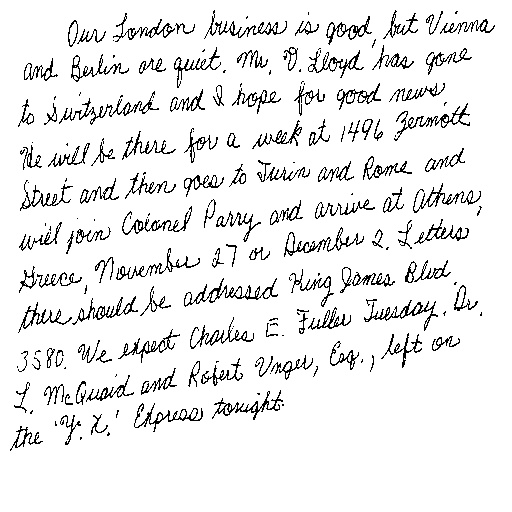 Our London business is good, but Vienna
and Berlin are quiet. Mr. D. Lloyd has gone
to Switzerland and I hope for good news.
He will be there for a week at 1496 Zermott
Street and then goes to Turin and Rome and
will join Colonel Parry and arrive at Athens,
Greece, November 27 or December 2. Letters
there should be addressed King James Blvd.
3580. We expect Charles E. Fuller Tuesday. Dr.
L. McQuaid and Robert Unger, Esq., left on
the 'Y. X.' Express tonight.